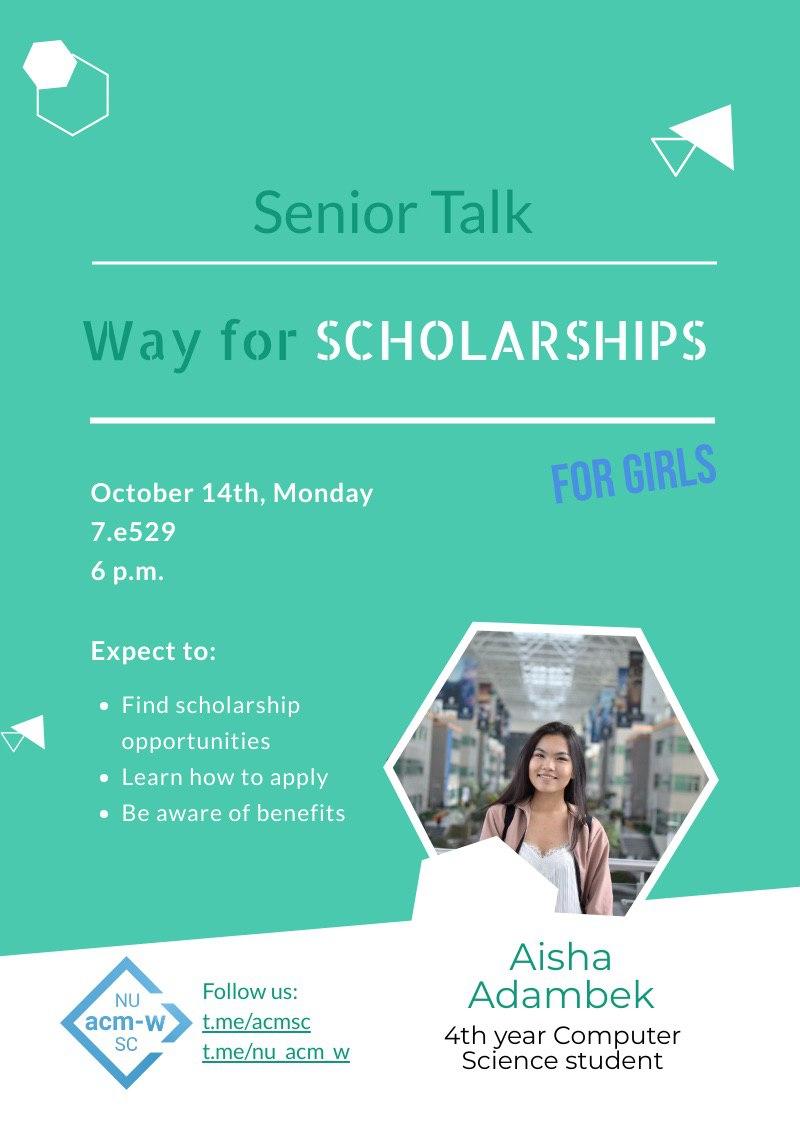 Senior Talk
Way for SCHOLARSHIPS
FOR GIRLS
October 14th, Monday
7.e529
6 p.m.
Expect to:
• Find scholarship
opportunities
• Learn how to apply
• Be aware of benefits
Aisha
Adambek
4th year Computer
Science student
NU
acm-w
SC
Follow us:
t.me/acmsc
t.me/nu_acm_w